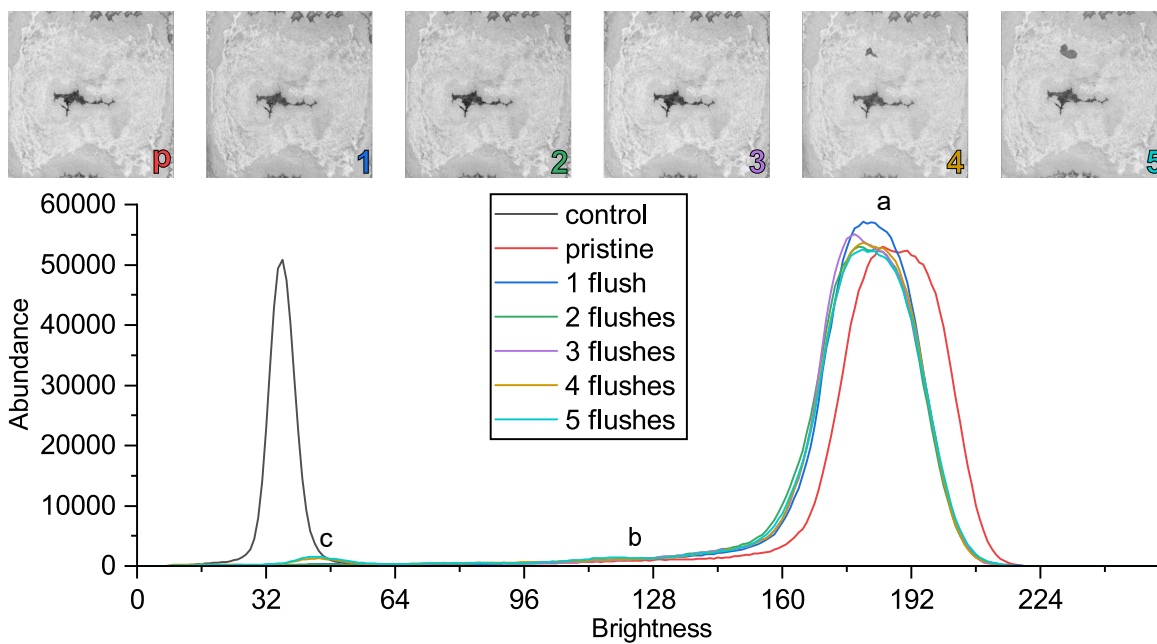 p 1 2 3 4 5
a
60000
50000
40000
30000
20000
10000
0
Abundance
control
pristine
1 flush
2 flushes
3 flushes
4 flushes
5 flushes
c
b
0 32 64 96 128 160 192 224
Brightness